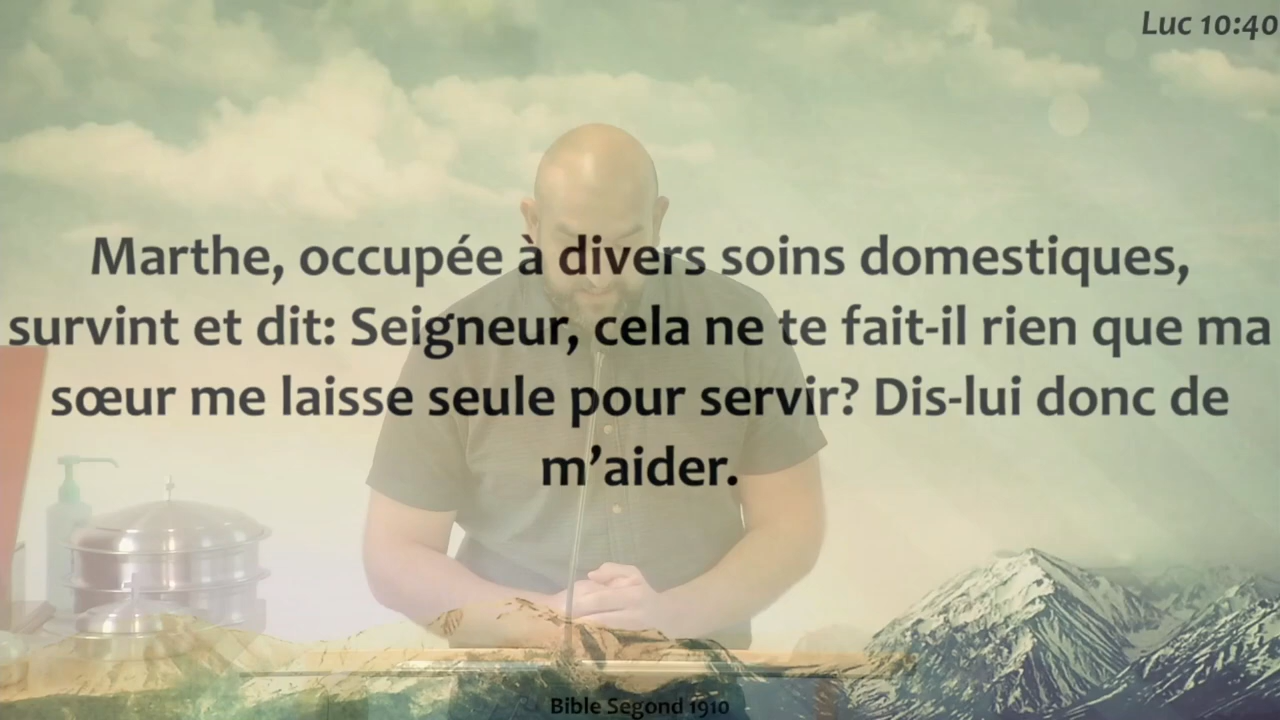 Luc 10:40
Marthe, occupée à divers soins domestiques,
survint et dit: Seigneur, cela ne te fait-il rien que ma
sœur me laisse seule pour servir? Dis-lui donc de
m’aider.
Bible Segond 1910